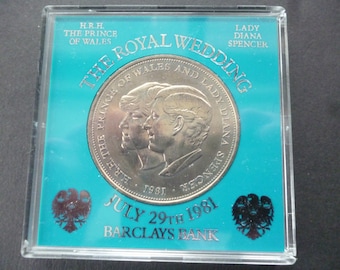 H.R.H.
THE PRINCE
OF WALES
LADY
DIANA
SPENCER
THE ROYAL WEDDING
H.R.H. THE PRINCE OF WALES AND LADY DIANA SPENCER
1981
JULY 29TH 1981
BARCLAYS BANK